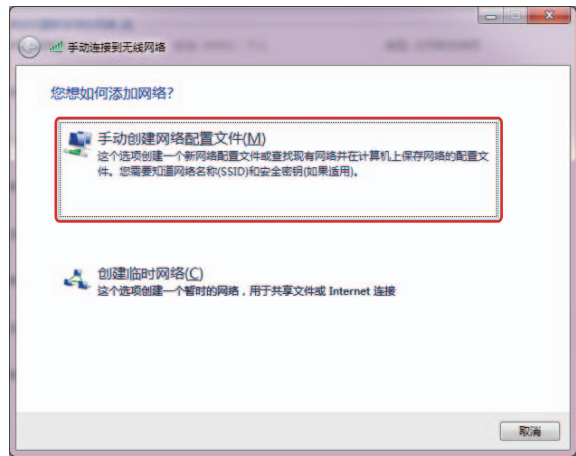 手动连接到无线网络
您想如何添加网络?
手动创建网络配置文件(M)
这个选项创建一个新网络配置文件或查找现有网络并在计算机上保存网络的配置文
件。您需要知道网络名称(SSID)和安全密钥(如果适用)。
创建临时网络(C)
这个选项创建一个暂时的网络，用于共享文件或 Internet 连接
取消